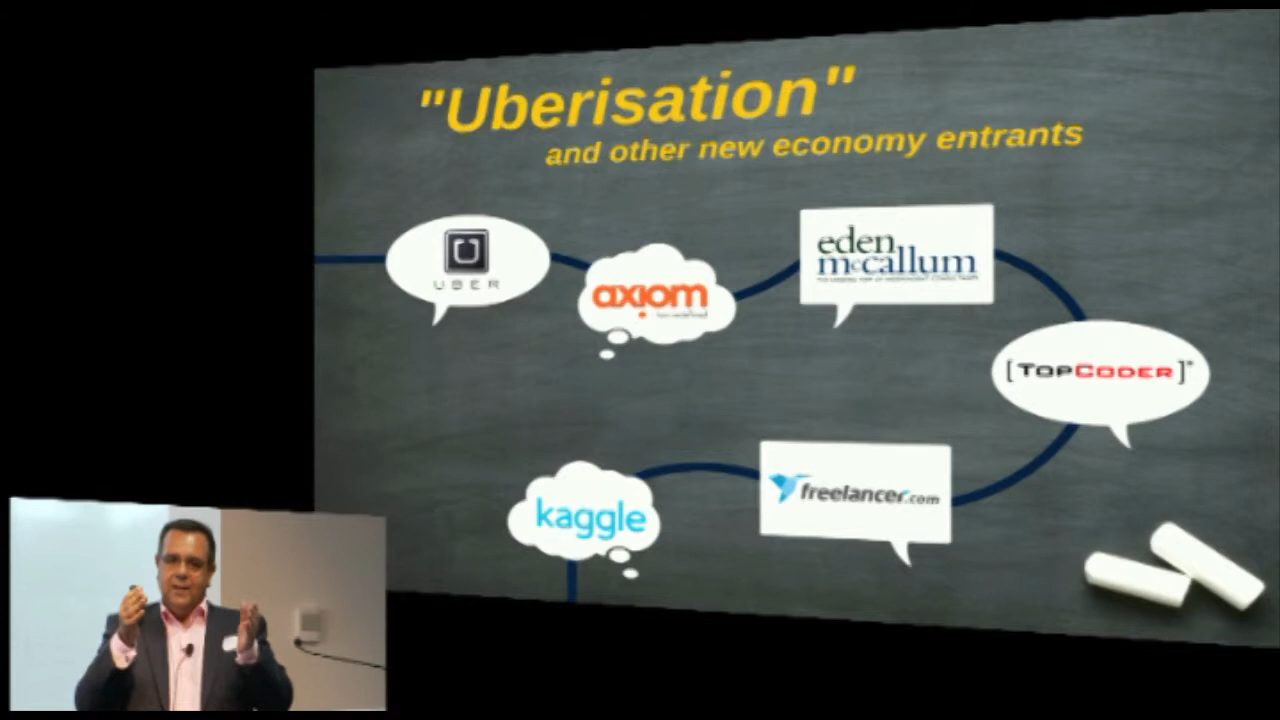 "Uberisation"
and other new economy entrants
UBER
axiom
eden
mccallum
[TOPCODER]
freelancer.com
kaggle